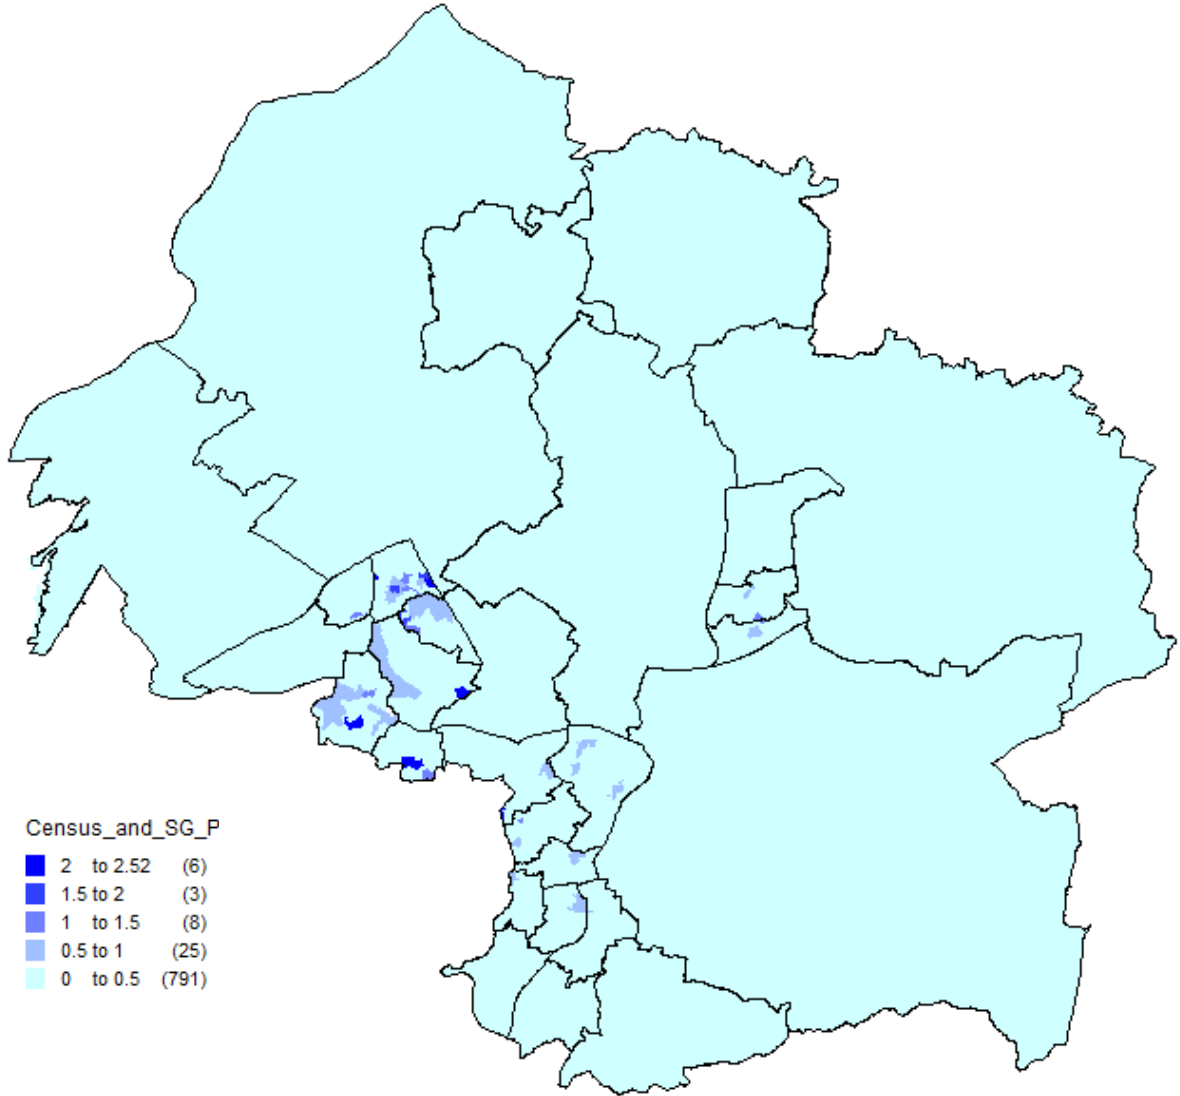 Census_and_SG_P
2 to 2.52 (6)
1.5 to 2 (3)
1 to 1.5 (8)
0.5 to 1 (25)
0 to 0.5 (791)